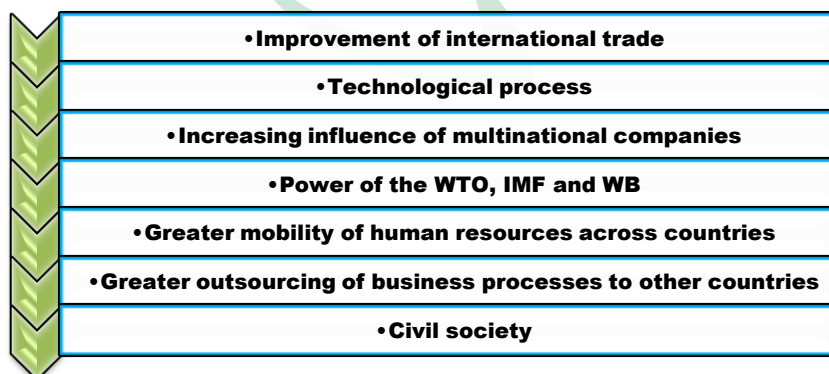 •Improvement of international trade
•Technological process
•Increasing influence of multinational companies
•Power of the WTO, IMF and WB
•Greater mobility of human resources across countries
•Greater outsourcing of business processes to other countries
•Civil society